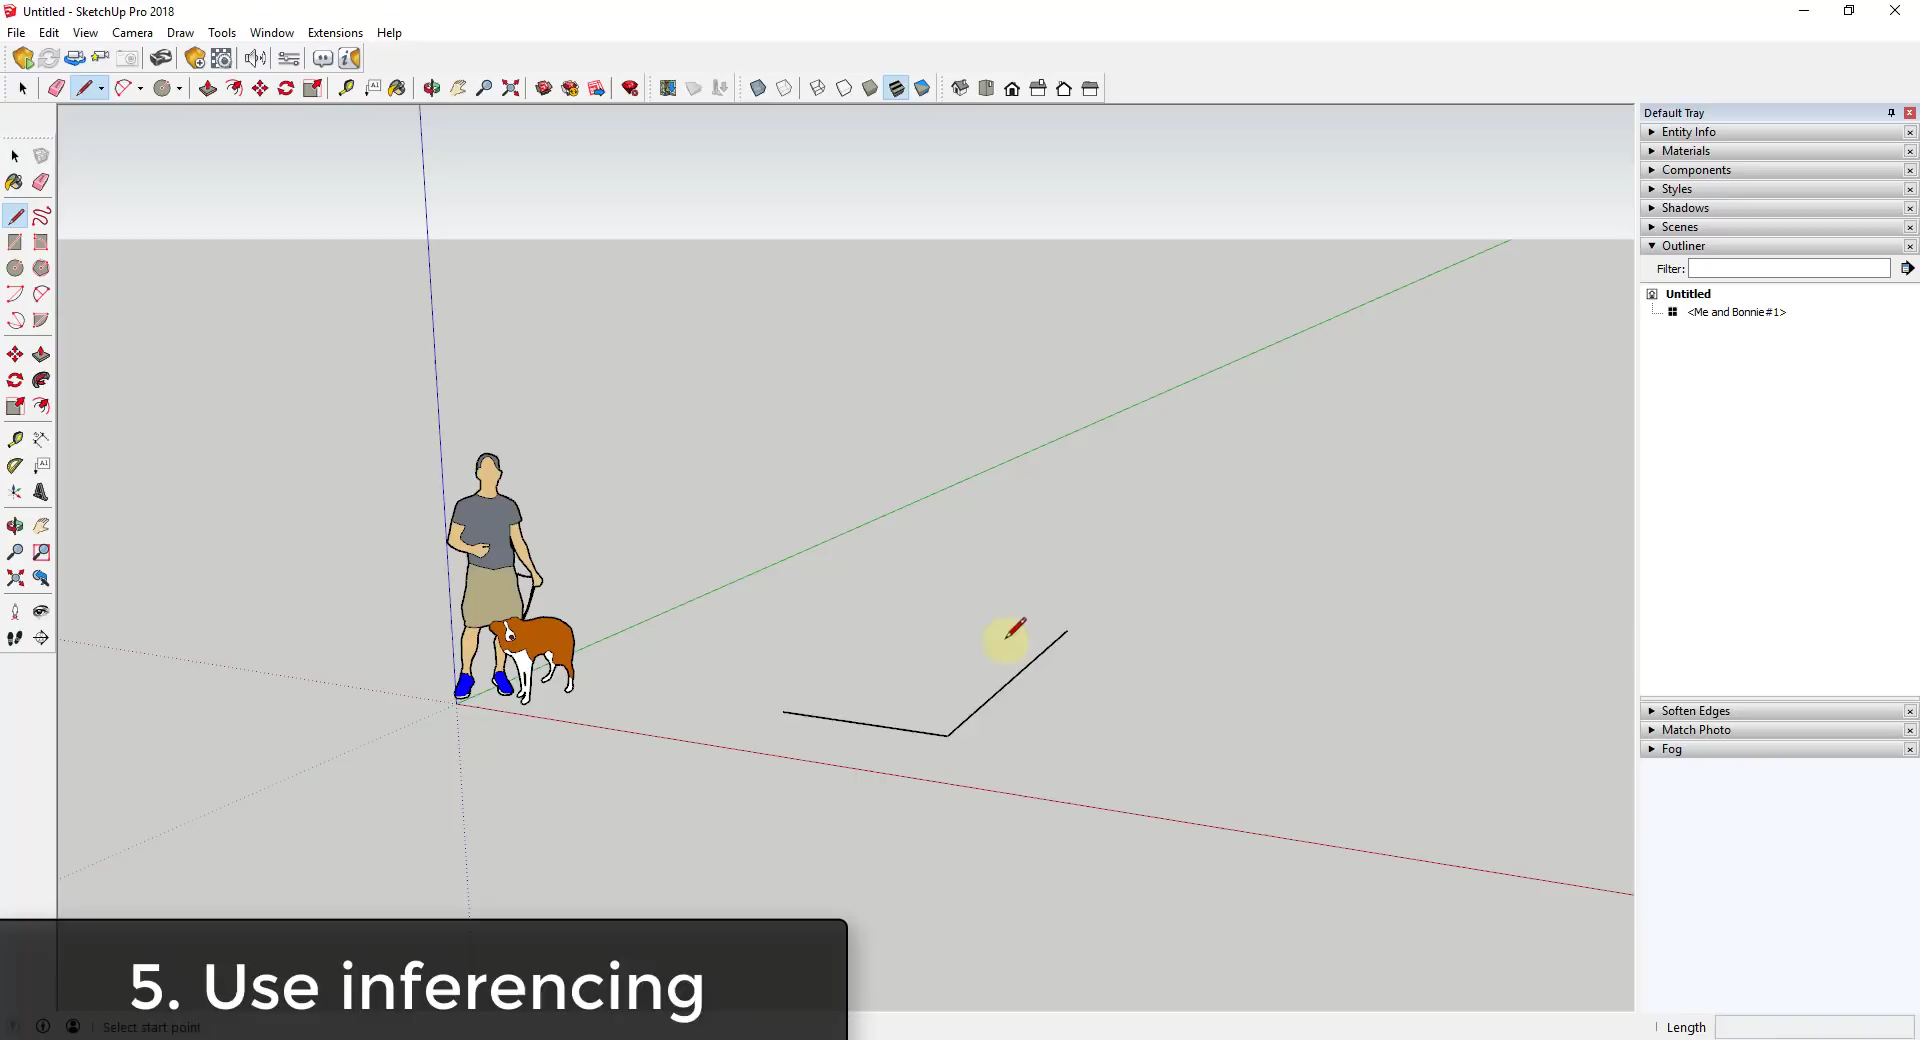 Untitled - SketchUp Pro 2018
File Edit View Camera Draw Tools Window Extensions Help
Default Tray
Entity Info
Materials
Components
Styles
Shadows
Scenes
Outliner
Filter:
Untitled
<Me and Bonnie#1>
Soften Edges
Match Photo
Fog
5. Use inferencing
Select start point
Length